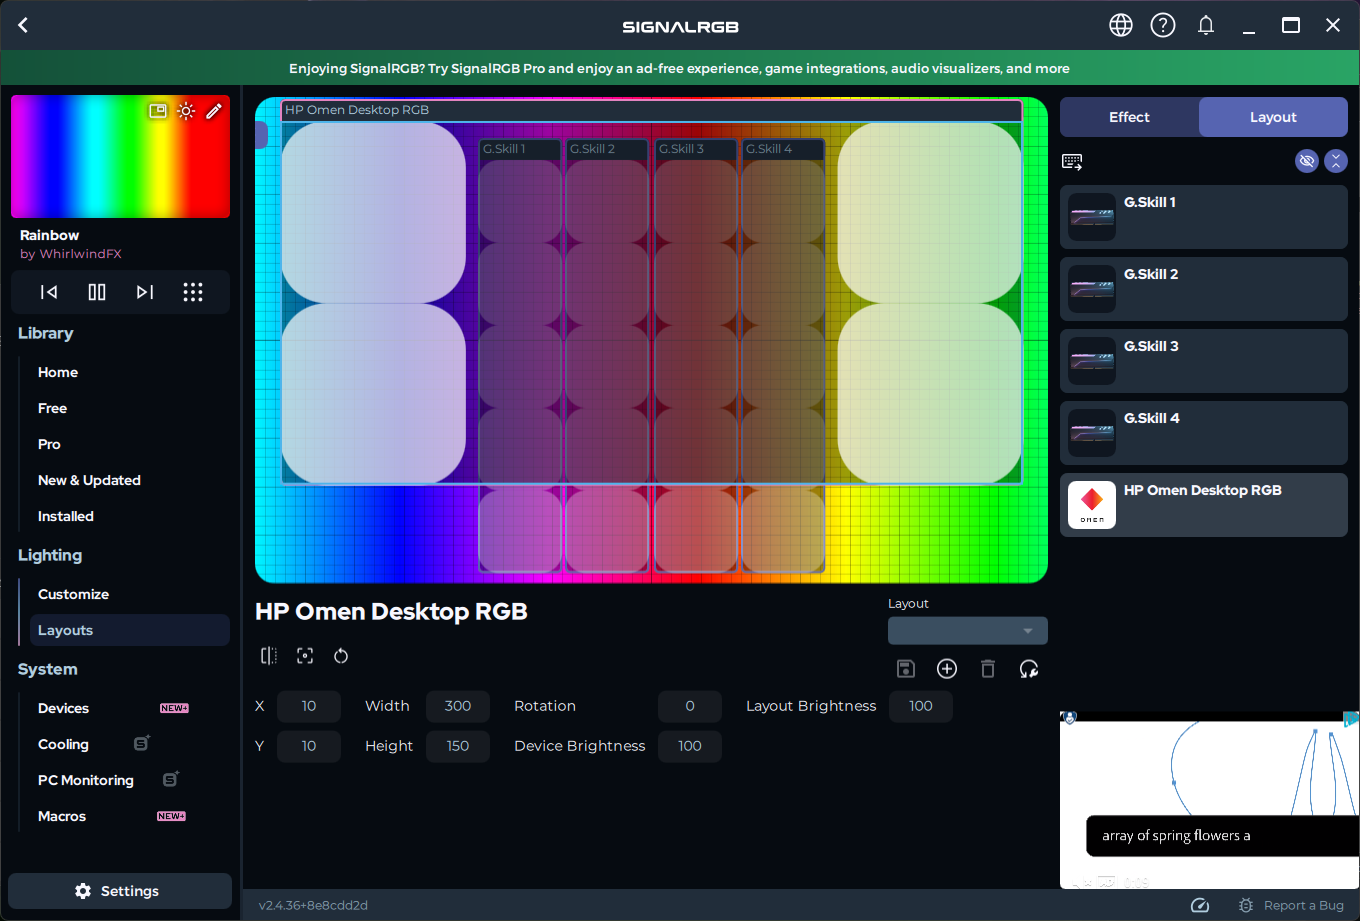 SIGNALRGB
Enjoying SignalRGB? Try SignalRGB Pro and enjoy an ad-free experience, game integrations, audio visualizers, and more
Rainbow
by WhirlwindFX
Library
Home
Free
Pro
New & Updated
Installed
Lighting
Customize
Layouts
System
Devices NEW+
Cooling
PC Monitoring
Macros NEW+
Settings
HP Omen Desktop RGB
G.Skill 1 G.Skill 2 G.Skill 3 G.Skill 4
HP Omen Desktop RGB
Layout
X 10 Width 300 Rotation 0 Layout Brightness 100
Y 10 Height 150 Device Brightness 100
Effect Layout
G.Skill 1
G.Skill 2
G.Skill 3
G.Skill 4
HP Omen Desktop RGB
OMEN
array of spring flowers a
v2.4.36+8e8cdd2d
Report a Bug